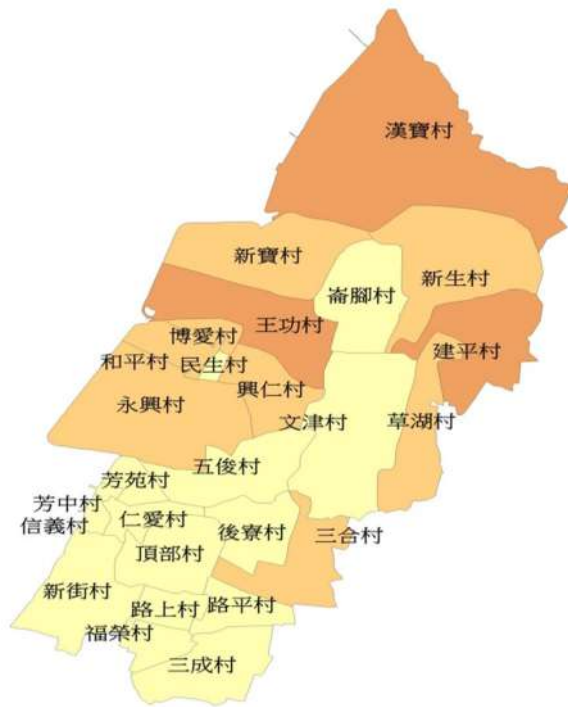 漢寶村
新寶村
新生村
崙腳村
王功村
博愛村
建平村
和平村
民生村
興仁村
永興村
文津村
草湖村
五俊村
芳苑村
芳中村
仁愛村
信義村
後寮村
三合村
頂部村
新街村
路上村
路平村
福榮村
三成村